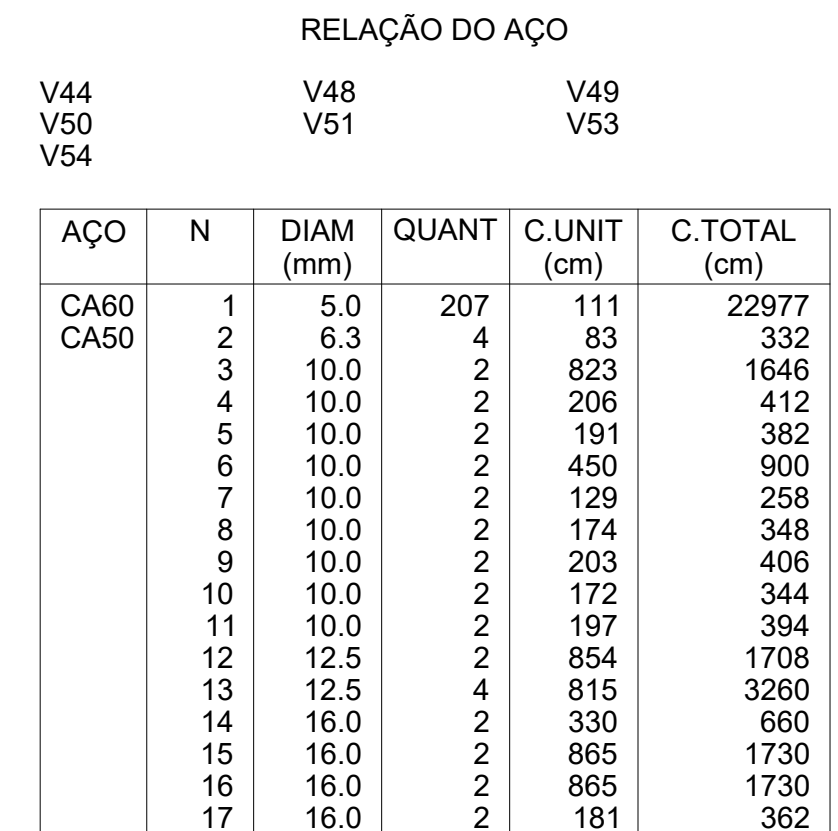 RELAÇÃO DO AÇO
V44 V48 V49
V50 V51 V53
V54
AÇO N DIAM QUANT C.UNIT C.TOTAL
(mm) (cm) (cm)
CA60 1 5.0 207 111 22977
CA50 2 6.3 4 83 332
3 10.0 2 823 1646
4 10.0 2 206 412
5 10.0 2 191 382
6 10.0 2 450 900
7 10.0 2 129 258
8 10.0 2 174 348
9 10.0 2 203 406
10 10.0 2 172 344
11 10.0 2 197 394
12 12.5 2 854 1708
13 12.5 4 815 3260
14 16.0 2 330 660
15 16.0 2 865 1730
16 16.0 2 865 1730
17 16.0 2 181 362